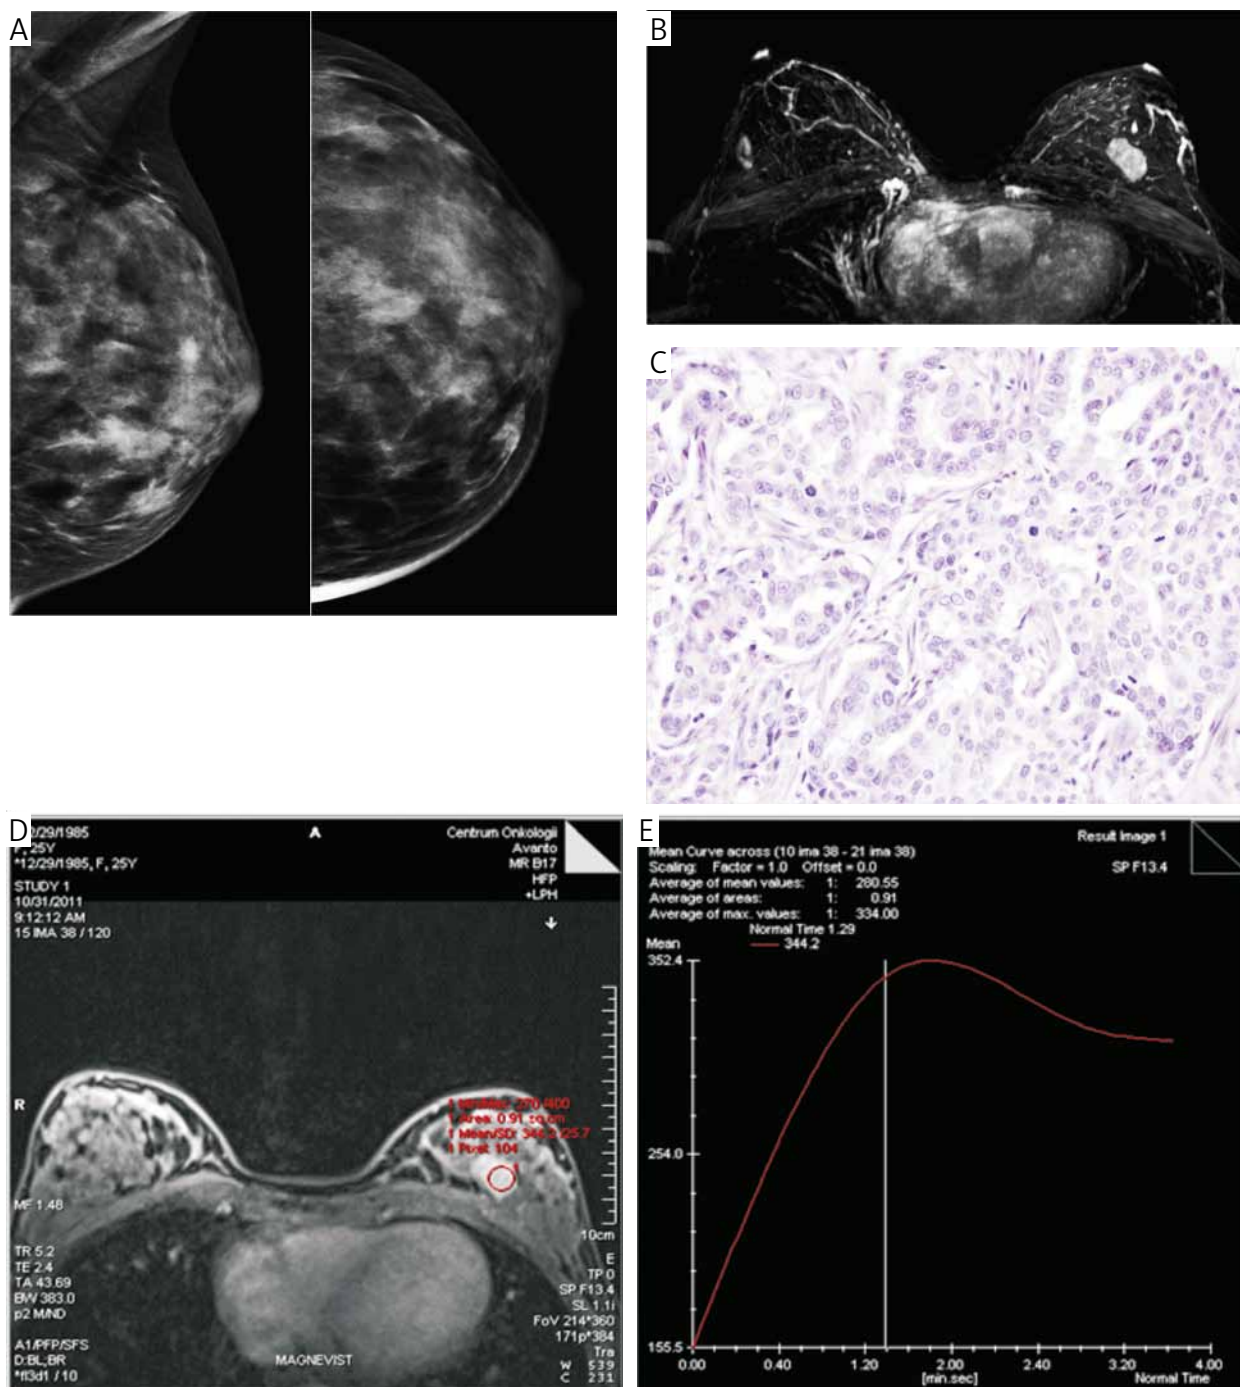 A
B
C
D
2/29/1985
25Y
*12/29/1985, F, 25Y
STUDY 1
10/31/2011
9:12:12 AM
15 IMA 38 / 120
A
Centrum Onkologii
Avanto
MR B17
HFP
+LPH
R
1 Area: 0.91 sq.cm
1 Mean/SD: 344.2 /25.7
1 Pixel: 104
1
MF 1.48
10cm
TR 5.2
TE 2.4
TA 43.69
BW 383.0
p2 M/ND
A1/PFP/SFS
D:BL;BR
*fl3d1 / 10
MAGNEVIST
E
TP 0
SP F13.4
SL 1.1
FoV 214*360
171p*384
Tra
W 539
C 231
E
Result Image 1
SP F13.4
Mean Curve across (10 ima 38 - 21 ima 38)
Scaling: Factor = 1.0 Offset = 0.0
Average of mean values: 1: 280.55
Average of areas: 1: 0.91
Average of max. values: 1: 334.00
Normal Time 1.29
Mean
344.2
352.4
254.0
155.5
0.00 0.40 1.20 2.00 2.40 3.20 4.00
[min.sec]
Normal Time